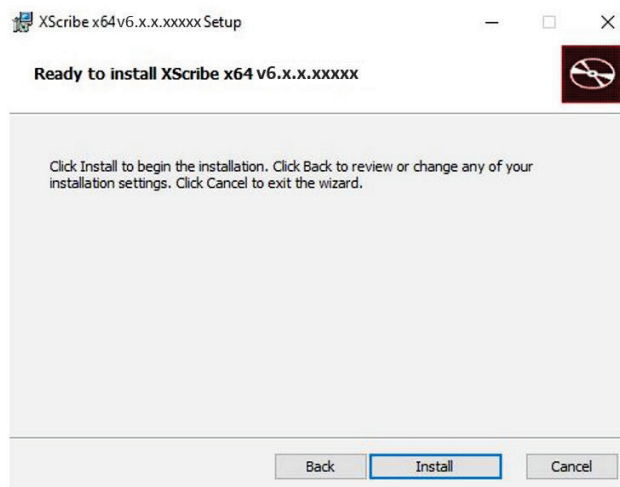 XScribe x64 v6.x.x.xxxxx Setup
Ready to install XScribe x64 v6.x.x.xxxxx
Click Install to begin the installation. Click Back to review or change any of your
installation settings. Click Cancel to exit the wizard.
Back Install Cancel